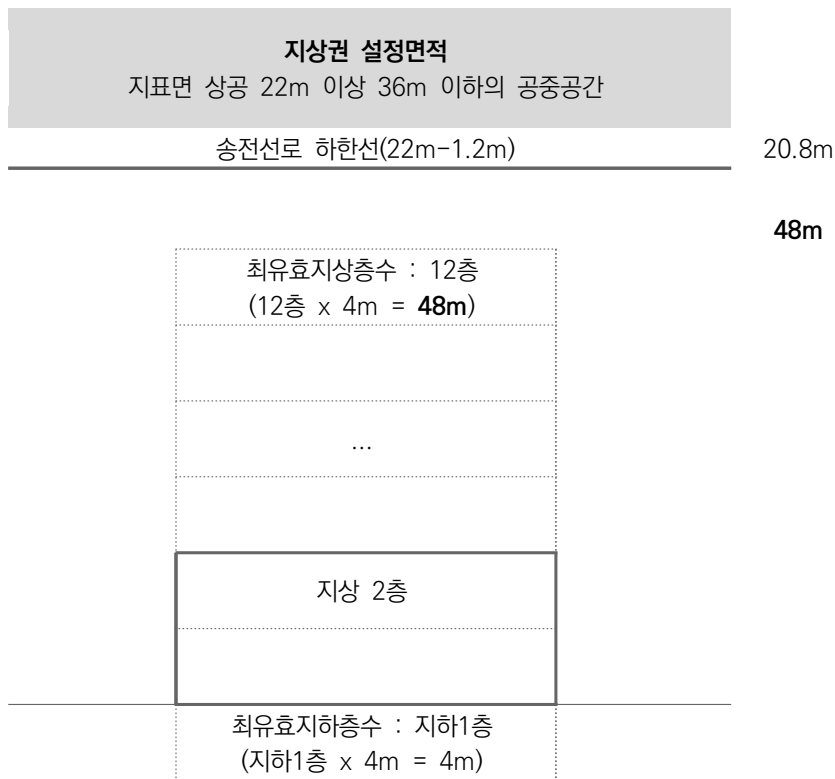 지상권 설정면적
지표면 상공 22m 이상 36m 이하의 공중공간
송전선로 하한선(22m-1.2m)
20.8m
48m
최유효지상층수 : 12층
(12층 x 4m = 48m)
...
지상 2층
최유효지하층수 : 지하1층
(지하1층 x 4m = 4m)